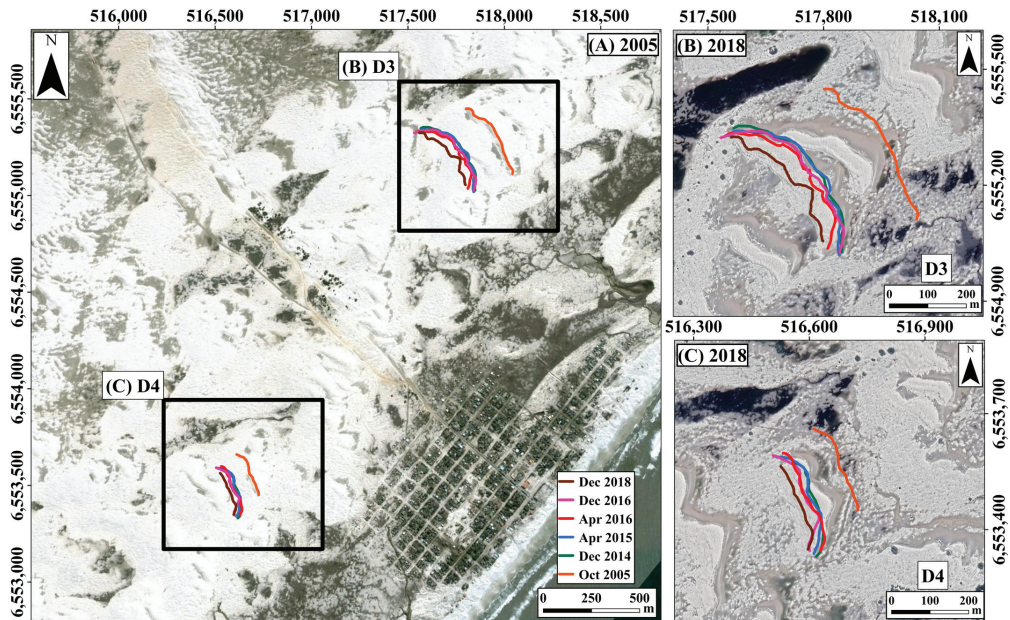 516,000 516,500 517,000 517,500 518,000 518,500
N
(A) 2005
(B) D3
(C) D4
6,555,500
6,555,000
6,554,500
6,554,000
6,553,500
6,553,000
Dec 2018
Dec 2016
Apr 2016
Apr 2015
Dec 2014
Oct 2005
0 250 500
m
517,500 517,800 518,100
(B) 2018
N
6,555,500
6,555,200
6,554,900
D3
0 100 200
m
516,300 516,600 516,900
(C) 2018
N
6,553,700
6,553,400
D4
0 100 200
m